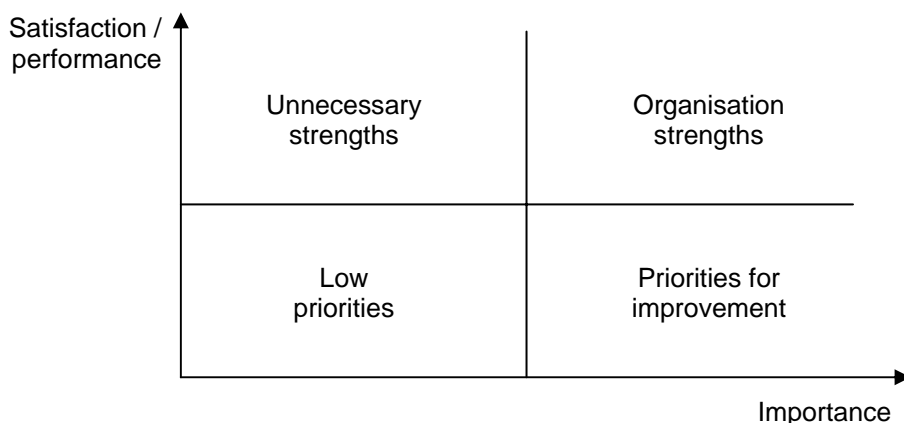 Satisfaction /
performance
Unnecessary
strengths
Organisation
strengths
Low
priorities
Priorities for
improvement
Importance